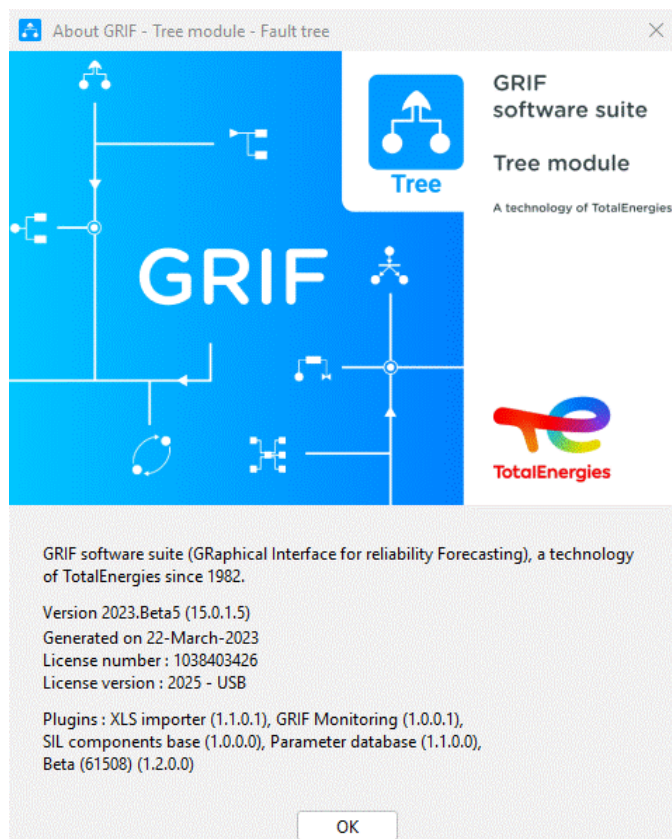 About GRIF - Tree module - Fault tree
GRIF
software suite
Tree module
Tree
A technology of TotalEnergies
GRIF
TotalEnergies
GRIF software suite (GRaphical Interface for reliability Forecasting), a technology
of TotalEnergies since 1982.
Version 2023.Beta5 (15.0.1.5)
Generated on 22-March-2023
License number : 1038403426
License version : 2025 - USB
Plugins : XLS importer (1.1.0.1), GRIF Monitoring (1.0.0.1),
SIL components base (1.0.0.0), Parameter database (1.1.0.0),
Beta (61508) (1.2.0.0)
OK